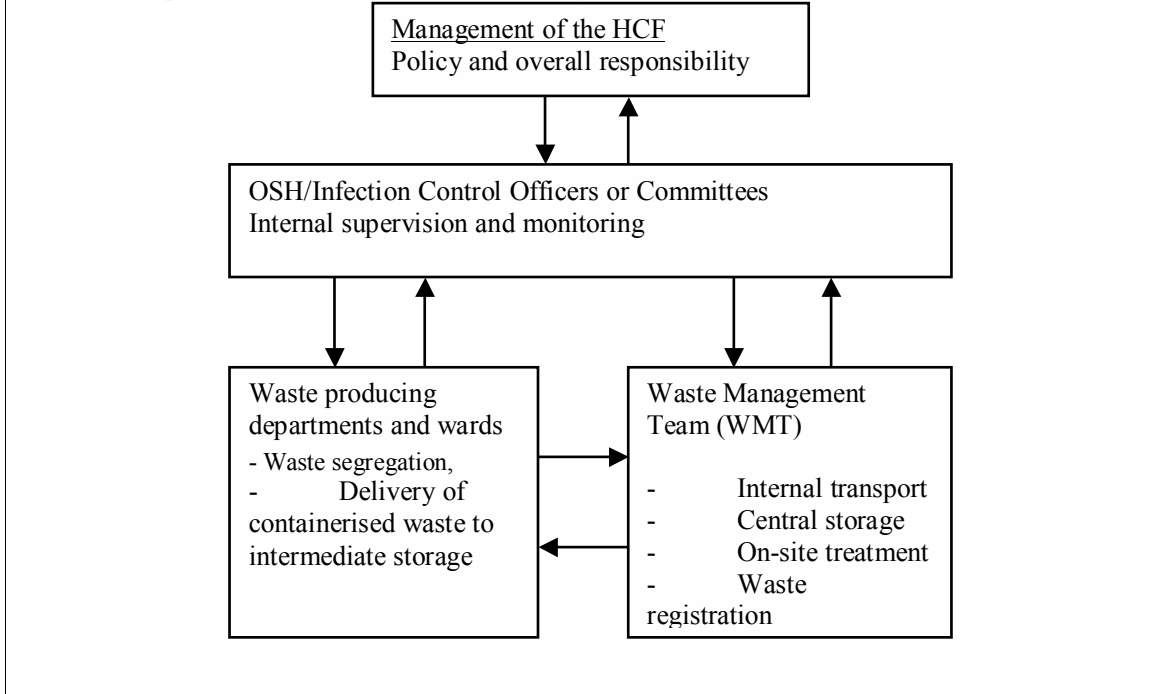 Management of the HCF
Policy and overall responsibility
OSH/Infection Control Officers or Committees
Internal supervision and monitoring
Waste producing
departments and wards
- Waste segregation,
- Delivery of
containerised waste to
intermediate storage
Waste Management
Team (WMT)
- Internal transport
- Central storage
- On-site treatment
- Waste
registration